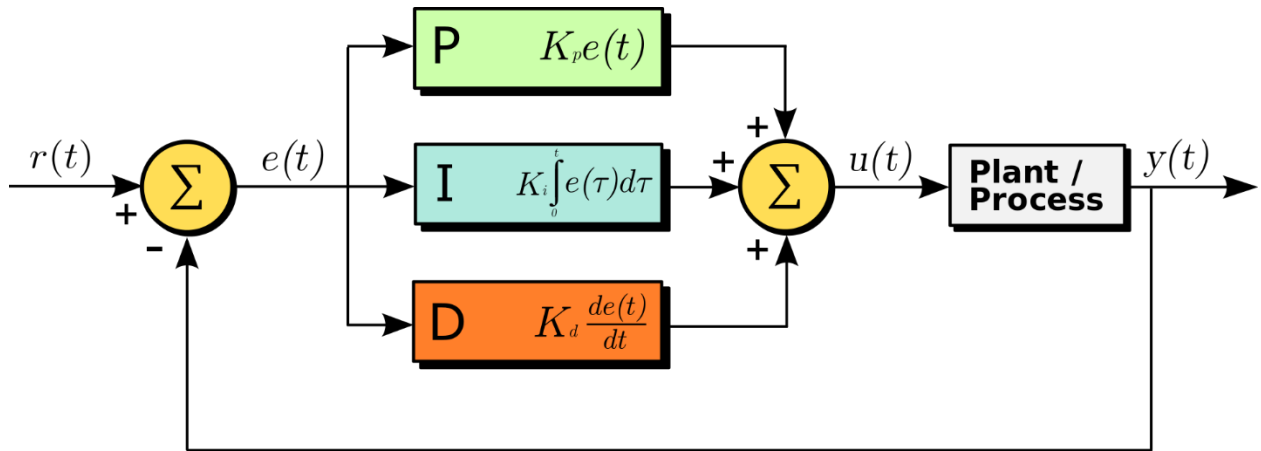 P K_p e(t)
r(t) + - Σ e(t)
I K_i ∫_0^t e(τ)dτ
D K_d de(t)/dt
+ + + Σ u(t)
Plant /
Process
y(t)